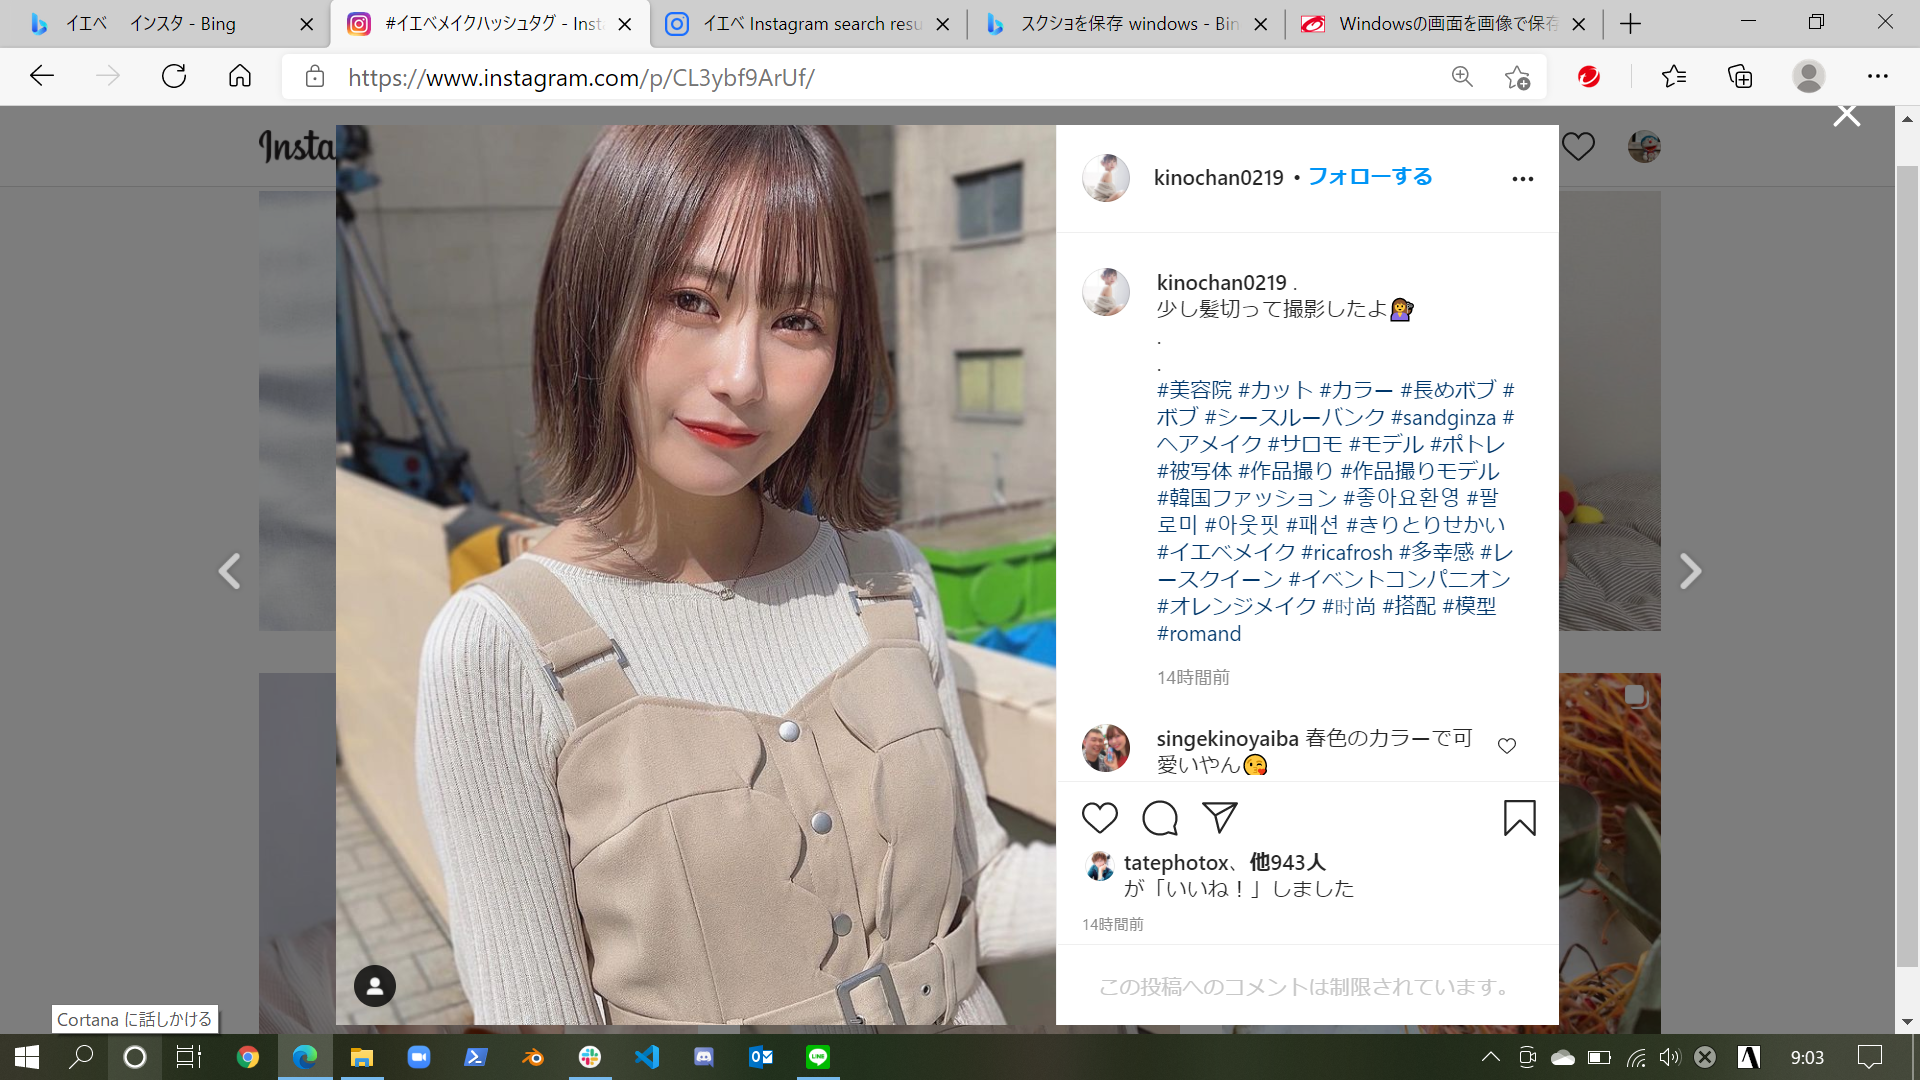 イエベ　インスタ - Bing
#イエベメイクハッシュタグ - Inst
イエベ Instagram search resu
スクショを保存 windows - Bin
Windowsの画面を画像で保存
https://www.instagram.com/p/CL3ybf9ArUf/
Insta
kinochan0219 • フォローする
kinochan0219 .
少し髪切って撮影したよ💇‍♀️
.
.
#美容院 #カット #カラー #長めボブ #
ボブ #シースルーバンク #sandginza #
ヘアメイク #サロモ #モデル #ポトレ
#被写体 #作品撮り #作品撮りモデル
#韓国ファッション #좋아요환영 #팔
로미 #아웃핏 #패션 #きりとりせかい
#イエベメイク #ricafrosh #多幸感 #レ
ースクイーン #イベントコンパニオン
#オレンジメイク #时尚 #搭配 #模型
#romand
14時間前
singekinoyaiba 春色のカラーで可
愛いやん😘
tatephotox、他943人
が「いいね！」しました
14時間前
この投稿へのコメントは制限されています。
Cortana に話しかける
A
9:03